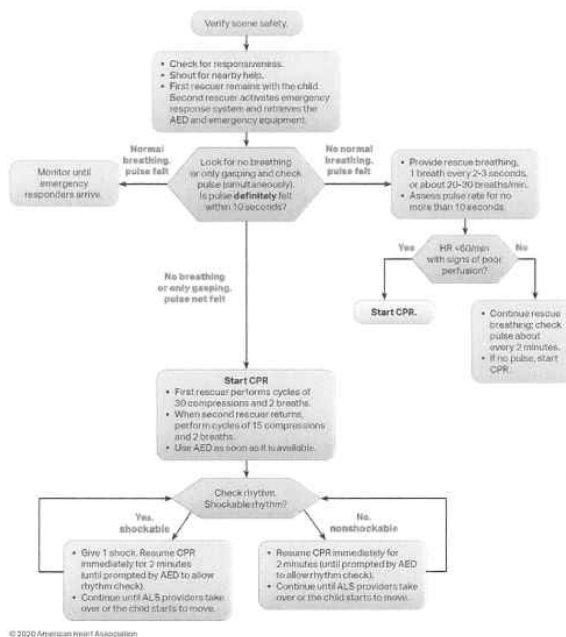 Verify scene safety.
• Check for responsiveness.
• Shout for nearby help.
• First rescuer remains with the child.
Second rescuer activates emergency
response system and retrieves the
AED and emergency equipment.
Normal
breathing,
pulse felt
Look for no breathing
or only gasping and check
pulse (simultaneously).
Is pulse definitely felt
within 10 seconds?
No normal
breathing,
pulse felt
Monitor until
emergency
responders arrive.
• Provide rescue breathing,
1 breath every 2-3 seconds,
or about 20-30 breaths/min.
• Assess pulse rate for no
more than 10 seconds.
Yes
HR <60/min
with signs of poor
perfusion?
No
Start CPR.
• Continue rescue
breathing; check
pulse about
every 2 minutes.
• If no pulse, start
CPR.
No breathing
or only gasping,
pulse not felt
Start CPR
• First rescuer performs cycles of
30 compressions and 2 breaths.
• When second rescuer returns,
perform cycles of 15 compressions
and 2 breaths.
• Use AED as soon as it is available.
Check rhythm.
Shockable rhythm?
Yes,
shockable
No,
nonshockable
• Give 1 shock. Resume CPR
immediately for 2 minutes
(until prompted by AED to allow
rhythm check).
• Continue until ALS providers take
over or the child starts to move.
• Resume CPR immediately for
2 minutes (until prompted by AED
to allow rhythm check).
• Continue until ALS providers take
over or the child starts to move.
© 2020 American Heart Association